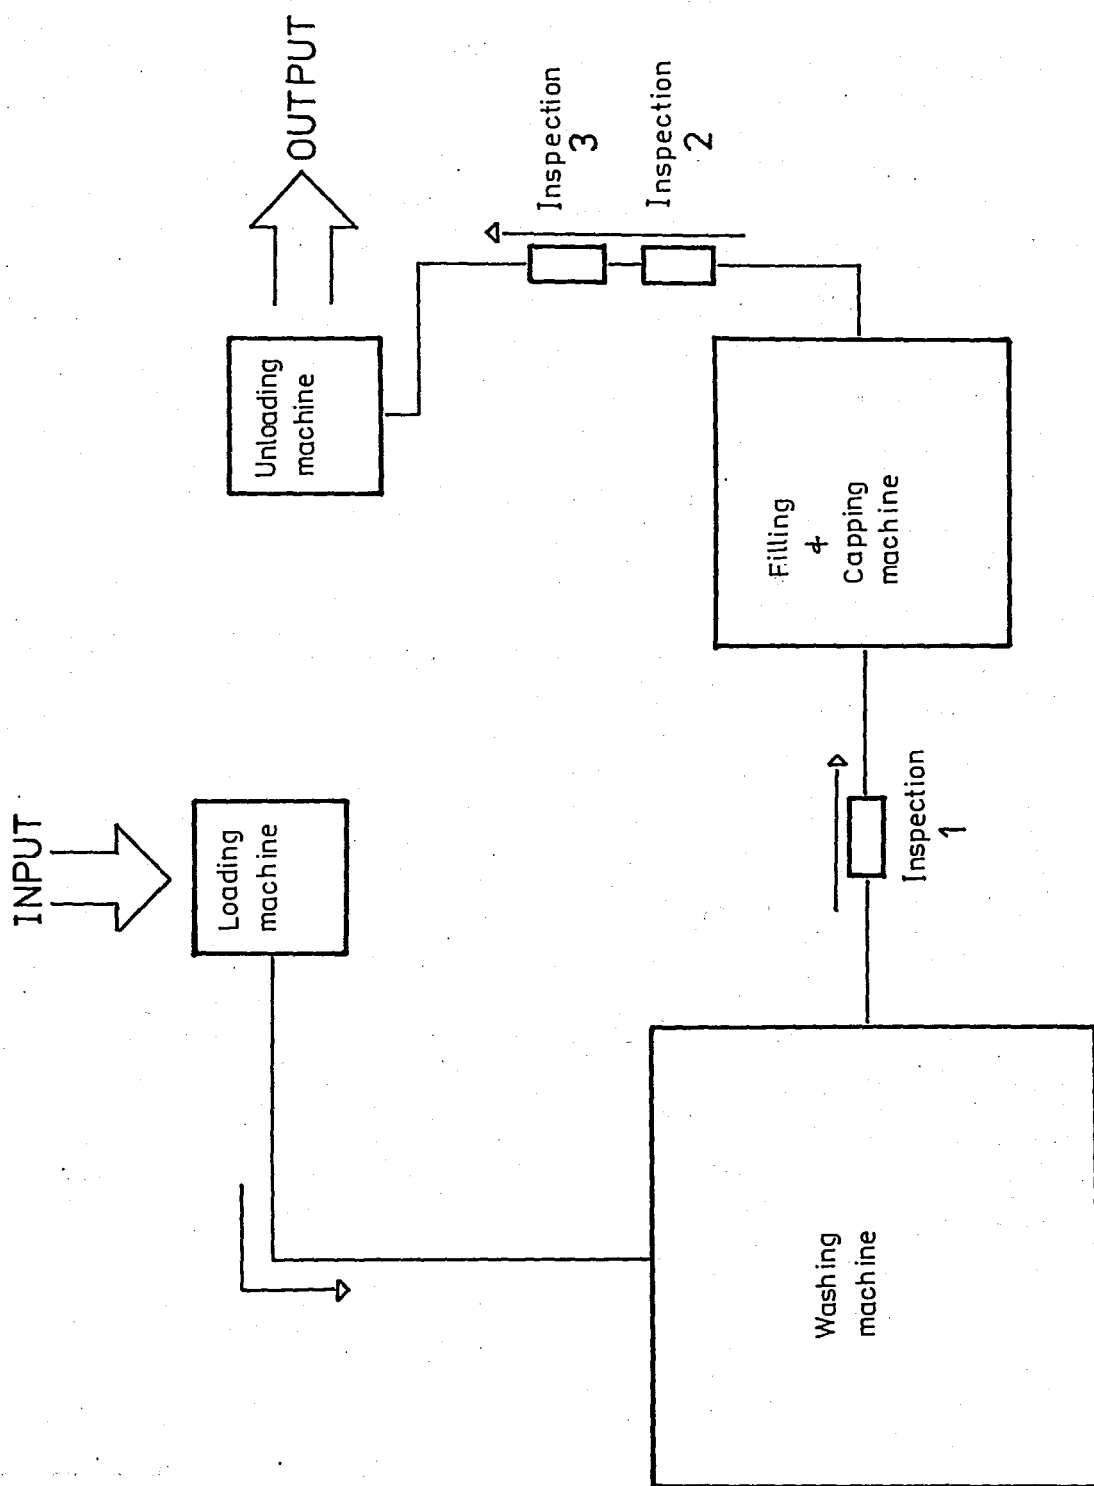 INPUT
Loading
machine
Washing
machine
Inspection
1
Filling
+
Capping
machine
Inspection
2
Inspection
3
Unloading
machine
OUTPUT